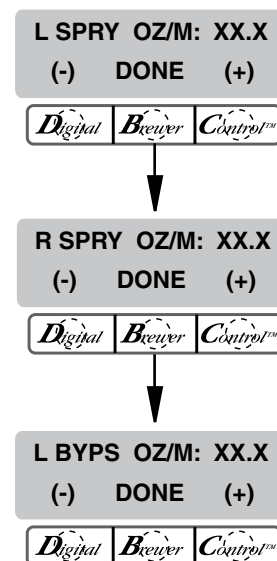 L SPRY OZ/M: XX.X
(-) DONE (+)
Digital Brewer Control™
R SPRY OZ/M: XX.X
(-) DONE (+)
Digital Brewer Control™
L BYPS OZ/M: XX.X
(-) DONE (+)
Digital Brewer Control™